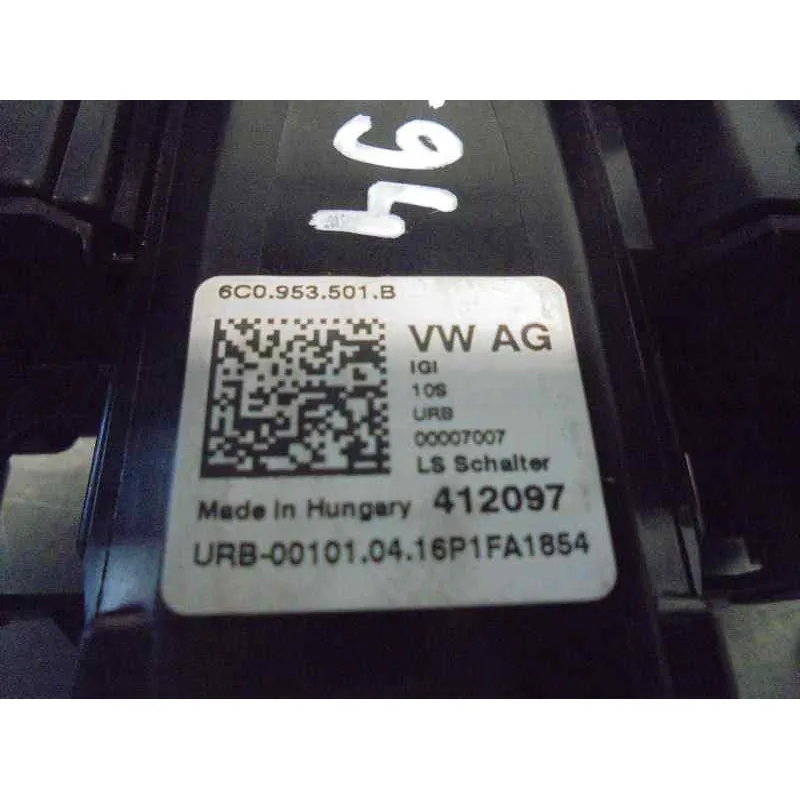 -94
6C0.953.501.B
VW AG
IGI
10S
URB
00007007
LS Schalter
Made in Hungary 412097
URB-00101.04.16P1FA1854